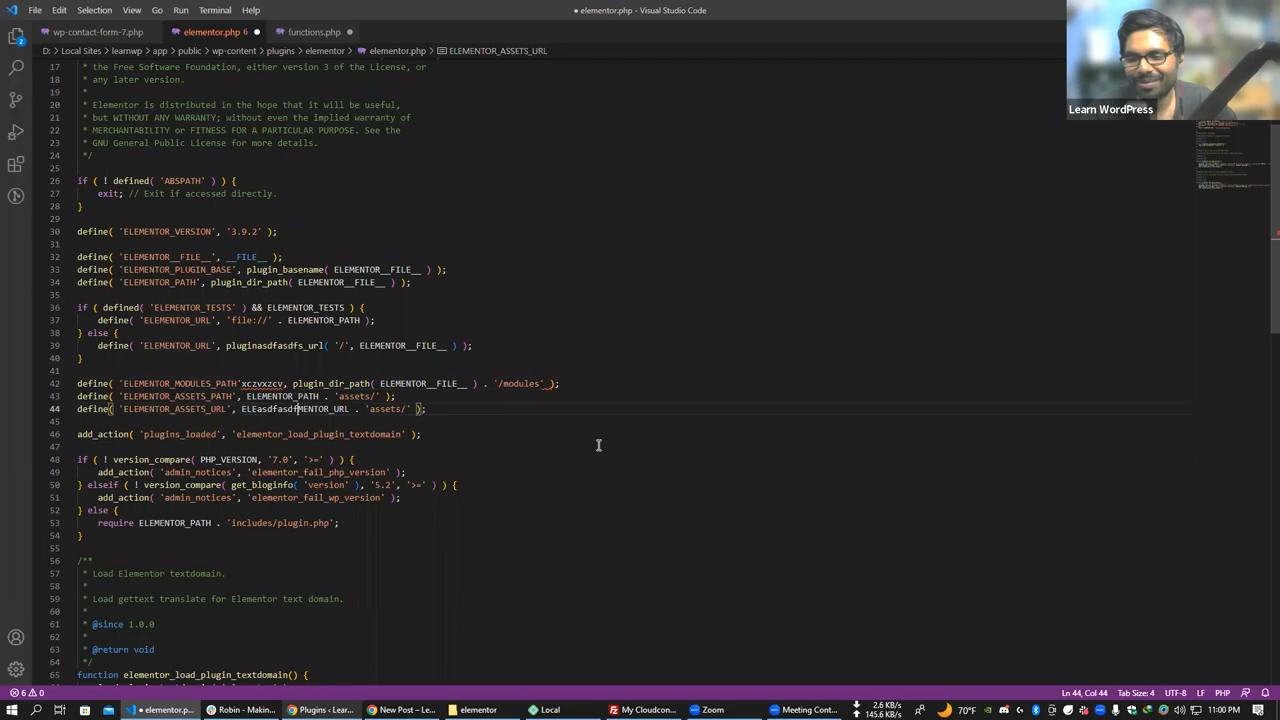 File Edit Selection View Go Run Terminal Help
● elementor.php - Visual Studio Code
wp-contact-form-7.php elementor.php 6 ● functions.php ●
D: > Local Sites > learnwp > app > public > wp-content > plugins > elementor > elementor.php > ELEMENTOR_ASSETS_URL
Learn WordPress
2
17 * the Free Software Foundation, either version 3 of the License, or
18 * any later version.
19 *
20 * Elementor is distributed in the hope that it will be useful,
21 * but WITHOUT ANY WARRANTY; without even the implied warranty of
22 * MERCHANTABILITY or FITNESS FOR A PARTICULAR PURPOSE. See the
23 * GNU General Public License for more details.
24 */
25
26 if ( ! defined( 'ABSPATH' ) ) {
27 exit; // Exit if accessed directly.
28 }
29
30 define( 'ELEMENTOR_VERSION', '3.9.2' );
31
32 define( 'ELEMENTOR__FILE__', __FILE__ );
33 define( 'ELEMENTOR_PLUGIN_BASE', plugin_basename( ELEMENTOR__FILE__ ) );
34 define( 'ELEMENTOR_PATH', plugin_dir_path( ELEMENTOR__FILE__ ) );
35
36 if ( defined( 'ELEMENTOR_TESTS' ) && ELEMENTOR_TESTS ) {
37 define( 'ELEMENTOR_URL', 'file://' . ELEMENTOR_PATH );
38 } else {
39 define( 'ELEMENTOR_URL', pluginasdfasdfs_url( '/', ELEMENTOR__FILE__ ) );
40 }
41
42 define( 'ELEMENTOR_MODULES_PATH'xczvxzcv, plugin_dir_path( ELEMENTOR__FILE__ ) . '/modules' );
43 define( 'ELEMENTOR_ASSETS_PATH', ELEMENTOR_PATH . 'assets/' );
44 define( 'ELEMENTOR_ASSETS_URL', ELEasdfasdfMENTOR_URL . 'assets/' );
45
46 add_action( 'plugins_loaded', 'elementor_load_plugin_textdomain' );
47
48 if ( ! version_compare( PHP_VERSION, '7.0', '>=' ) ) {
49 add_action( 'admin_notices', 'elementor_fail_php_version' );
50 } elseif ( ! version_compare( get_bloginfo( 'version' ), '5.2', '>=' ) ) {
51 add_action( 'admin_notices', 'elementor_fail_wp_version' );
52 } else {
53 require ELEMENTOR_PATH . 'includes/plugin.php';
54 }
55
56 /**
57 * Load Elementor textdomain.
58 *
59 * Load gettext translate for Elementor text domain.
60 *
61 * @since 1.0.0
62 *
63 * @return void
64 */
65 function elementor_load_plugin_textdomain() {
6 0 Ln 44, Col 44 Tab Size: 4 UTF-8 LF PHP
● elementor.p... Robin - Makin... Plugins ‹ Lear... New Post ‹ Le... elementor Local My Cloudcon... Zoom Meeting Cont... 2.6 KB/s 145.6 KB/s 70°F 11:00 PM